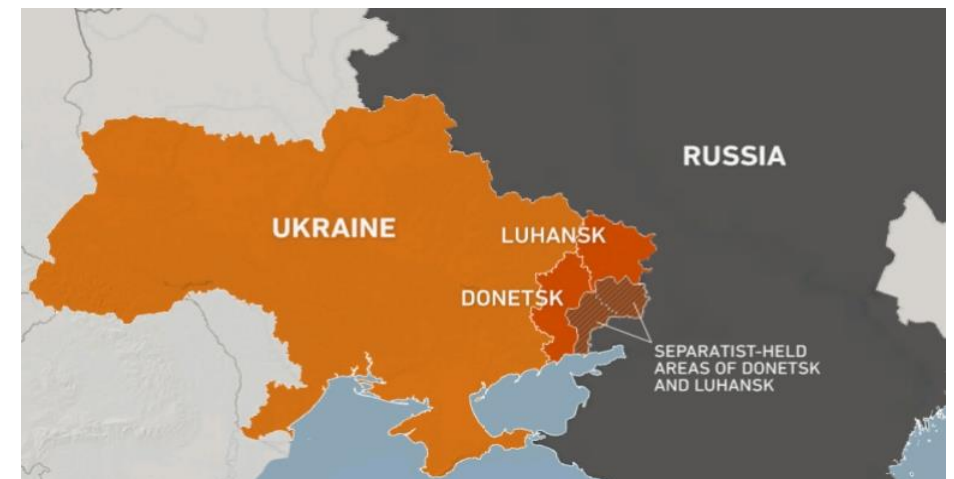 RUSSIA
UKRAINE
LUHANSK
DONETSK
SEPARATIST-HELD
AREAS OF DONETSK
AND LUHANSK